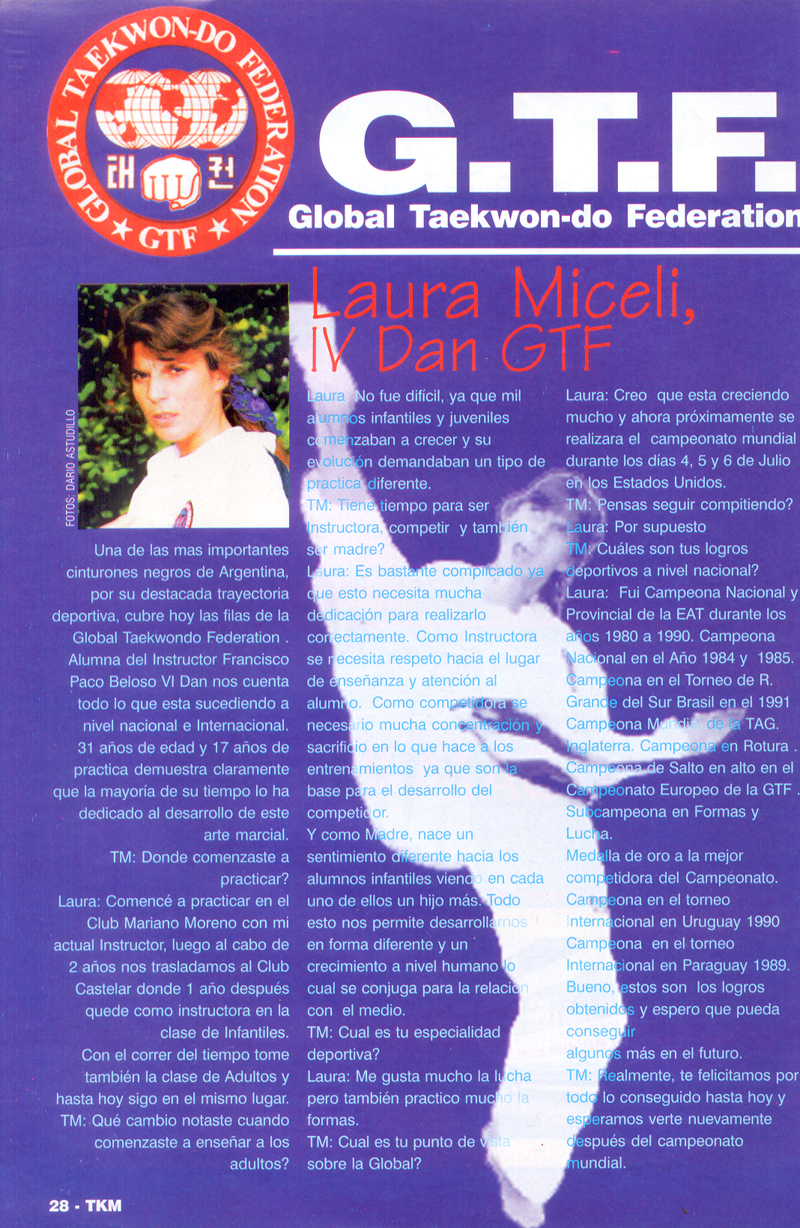 GLOBAL TAEKWON-DO FEDERATION
태 권
GTF
G.T.F.
Global Taekwon-do Federation
Laura Miceli,
IV Dan GTF
FOTOS: DARIO ASTUDILLO
Una de las mas importantes
cinturones negros de Argentina,
por su destacada trayectoria
deportiva, cubre hoy las filas de la
Global Taekwondo Federation .
Alumna del Instructor Francisco
Paco Beloso VI Dan nos cuenta
todo lo que esta sucediendo a
nivel nacional e Internacional.
31 años de edad y 17 años de
practica demuestra claramente
que la mayoría de su tiempo lo ha
dedicado al desarrollo de este
arte marcial.
TM: Donde comenzaste a
practicar?
Laura: Comencé a practicar en el
Club Mariano Moreno con mi
actual Instructor, luego al cabo de
2 años nos trasladamos al Club
Castelar donde 1 año después
quede como instructora en la
clase de Infantiles.
Con el correr del tiempo tome
también la clase de Adultos y
hasta hoy sigo en el mismo lugar.
TM: Qué cambio notaste cuando
comenzaste a enseñar a los
adultos?
Laura: No fue difícil, ya que mil
alumnos infantiles y juveniles
comenzaban a crecer y su
evolución demandaban un tipo de
practica diferente.
TM: Tiene tiempo para ser
Instructora, competir y también
ser madre?
Laura: Es bastante complicado ya
que esto necesita mucha
dedicación para realizarlo
correctamente. Como Instructora
se necesita respeto hacia el lugar
de enseñanza y atención al
alumno. Como competidora se
necesario mucha concentración y
sacrificio en lo que hace a los
entrenamientos ya que son la
base para el desarrollo del
competidor.
Y como Madre, nace un
sentimiento diferente hacia los
alumnos infantiles viendo en cada
uno de ellos un hijo más. Todo
esto nos permite desarrollarnos
en forma diferente y un
crecimiento a nivel humano lo
cual se conjuga para la relación
con el medio.
TM: Cual es tu especialidad
deportiva?
Laura: Me gusta mucho la lucha
pero también practico mucho la
formas.
TM: Cual es tu punto de vista
sobre la Global?
Laura: Creo que esta creciendo
mucho y ahora próximamente se
realizara el campeonato mundial
durante los días 4, 5 y 6 de Julio
en los Estados Unidos.
TM: Pensas seguir compitiendo?
Laura: Por supuesto
TM: Cuáles son tus logros
deportivos a nivel nacional?
Laura: Fui Campeona Nacional y
Provincial de la EAT durante los
años 1980 a 1990. Campeona
Nacional en el Año 1984 y 1985.
Campeona en el Torneo de R.
Grande del Sur Brasil en el 1991
Campeona Mundial de la TAG.
Inglaterra. Campeona en Rotura .
Campeona de Salto en alto en el
Campeonato Europeo de la GTF .
Subcampeona en Formas y
Lucha.
Medalla de oro a la mejor
competidora del Campeonato.
Campeona en el torneo
Internacional en Uruguay 1990
Campeona en el torneo
Internacional en Paraguay 1989.
Bueno, estos son los logros
obtenidos y espero que pueda
conseguir
algunos más en el futuro.
TM: Realmente, te felicitamos por
todo lo conseguido hasta hoy y
esperamos verte nuevamente
después del campeonato
mundial.
28 - TKM